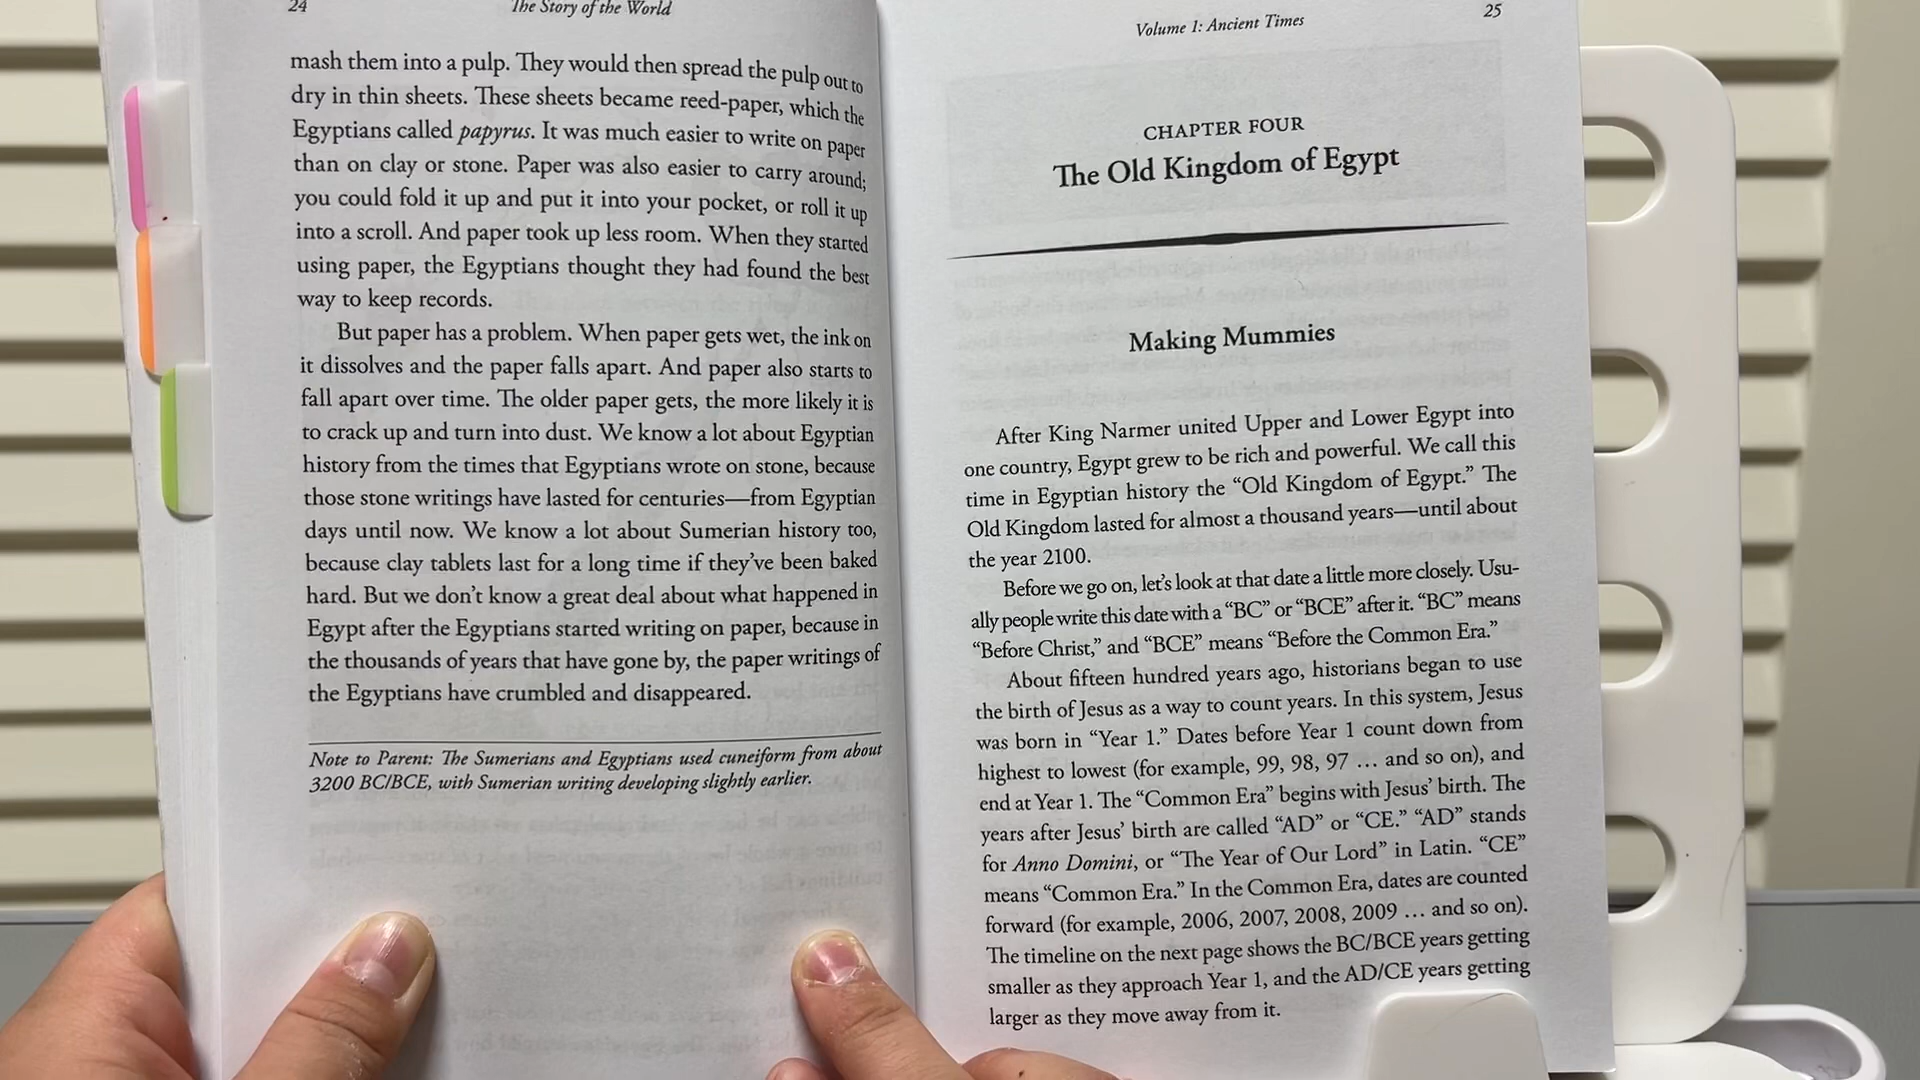 24
The Story of the World
mash them into a pulp. They would then spread the pulp out to
dry in thin sheets. These sheets became reed-paper, which the
Egyptians called papyrus. It was much easier to write on paper
than on clay or stone. Paper was also easier to carry around;
you could fold it up and put it into your pocket, or roll it up
into a scroll. And paper took up less room. When they started
using paper, the Egyptians thought they had found the best
way to keep records.
But paper has a problem. When paper gets wet, the ink on
it dissolves and the paper falls apart. And paper also starts to
fall apart over time. The older paper gets, the more likely it is
to crack up and turn into dust. We know a lot about Egyptian
history from the times that Egyptians wrote on stone, because
those stone writings have lasted for centuries—from Egyptian
days until now. We know a lot about Sumerian history too,
because clay tablets last for a long time if they’ve been baked
hard. But we don’t know a great deal about what happened in
Egypt after the Egyptians started writing on paper, because in
the thousands of years that have gone by, the paper writings of
the Egyptians have crumbled and disappeared.
Note to Parent: The Sumerians and Egyptians used cuneiform from about
3200 BC/BCE, with Sumerian writing developing slightly earlier.
Volume 1: Ancient Times
25
CHAPTER FOUR
The Old Kingdom of Egypt
Making Mummies
After King Narmer united Upper and Lower Egypt into
one country, Egypt grew to be rich and powerful. We call this
time in Egyptian history the “Old Kingdom of Egypt.” The
Old Kingdom lasted for almost a thousand years—until about
the year 2100.
Before we go on, let’s look at that date a little more closely. Usu-
ally people write this date with a “BC” or “BCE” after it. “BC” means
“Before Christ,” and “BCE” means “Before the Common Era.”
About fifteen hundred years ago, historians began to use
the birth of Jesus as a way to count years. In this system, Jesus
was born in “Year 1.” Dates before Year 1 count down from
highest to lowest (for example, 99, 98, 97 … and so on), and
end at Year 1. The “Common Era” begins with Jesus’ birth. The
years after Jesus’ birth are called “AD” or “CE.” “AD” stands
for Anno Domini, or “The Year of Our Lord” in Latin. “CE”
means “Common Era.” In the Common Era, dates are counted
forward (for example, 2006, 2007, 2008, 2009 … and so on).
The timeline on the next page shows the BC/BCE years getting
smaller as they approach Year 1, and the AD/CE years getting
larger as they move away from it.